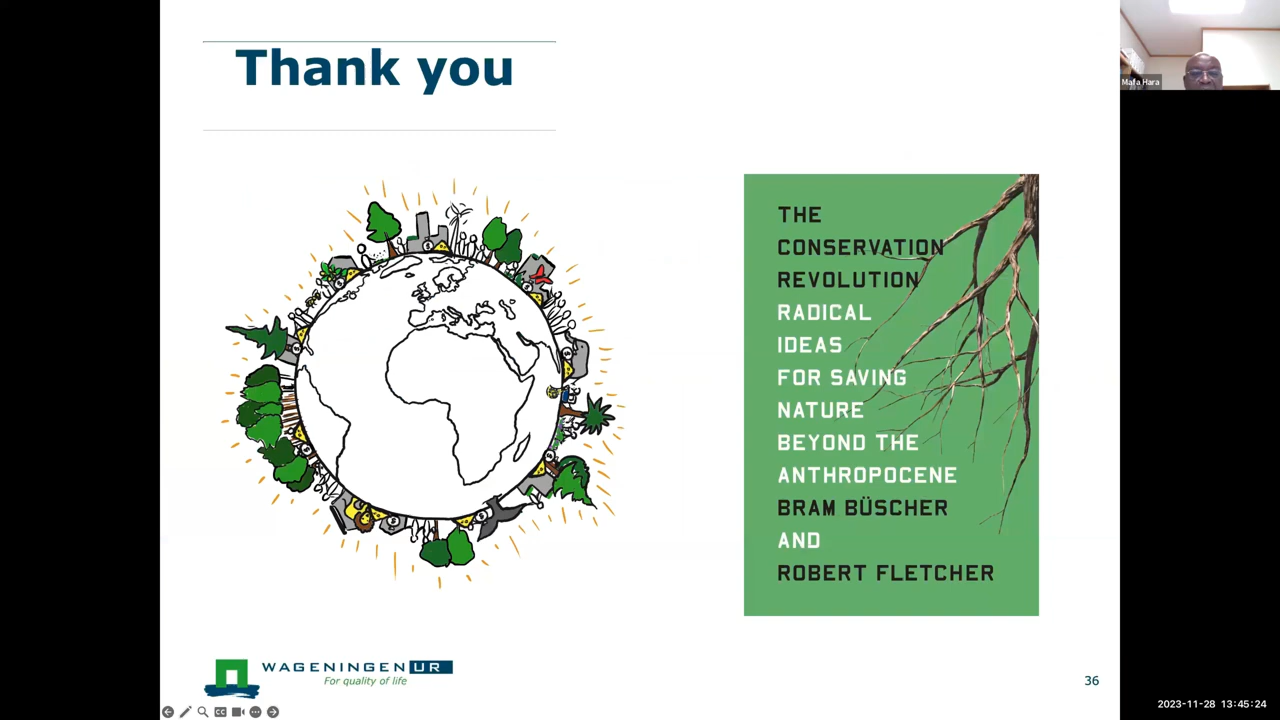 Thank you
Mafa Hara
THE
CONSERVATION
REVOLUTION
RADICAL
IDEAS
FOR SAVING
NATURE
BEYOND THE
ANTHROPOCENE
BRAM BÜSCHER
AND
ROBERT FLETCHER
WAGENINGEN UR
For quality of life
36
2023-11-28 13:45:24